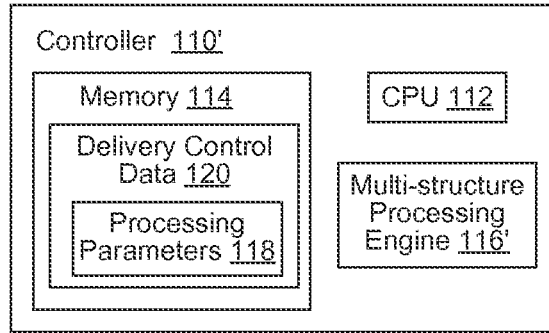 Controller 110'
Memory 114
CPU 112
Delivery Control
Data 120
Multi-structure
Processing
Engine 116'
Processing
Parameters 118